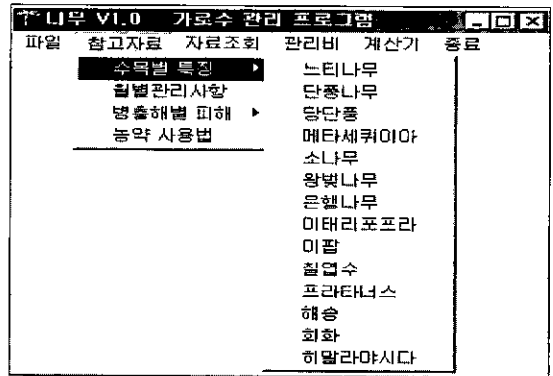 나무 V1.0 가로수 관리 프로그램
파일 참고자료 자료조회 관리비 계산기 종료
수목별 특징
월별관리사항
병충해별 피해
농약 사용법
느티나무
단풍나무
당단풍
메타세쿼이아
소나무
왕벚나무
은행나무
이태리포프라
이팝
칠엽수
프라타너스
해송
회화
히말라야시다